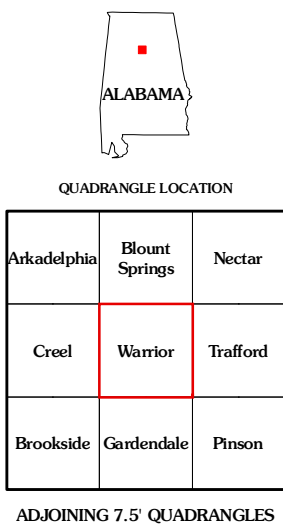 ALABAMA
QUADRANGLE LOCATION
Arkadelphia
Blount
Springs
Nectar
Creel
Warrior
Trafford
Brookside
Gardendale
Pinson
ADJOINING 7.5' QUADRANGLES